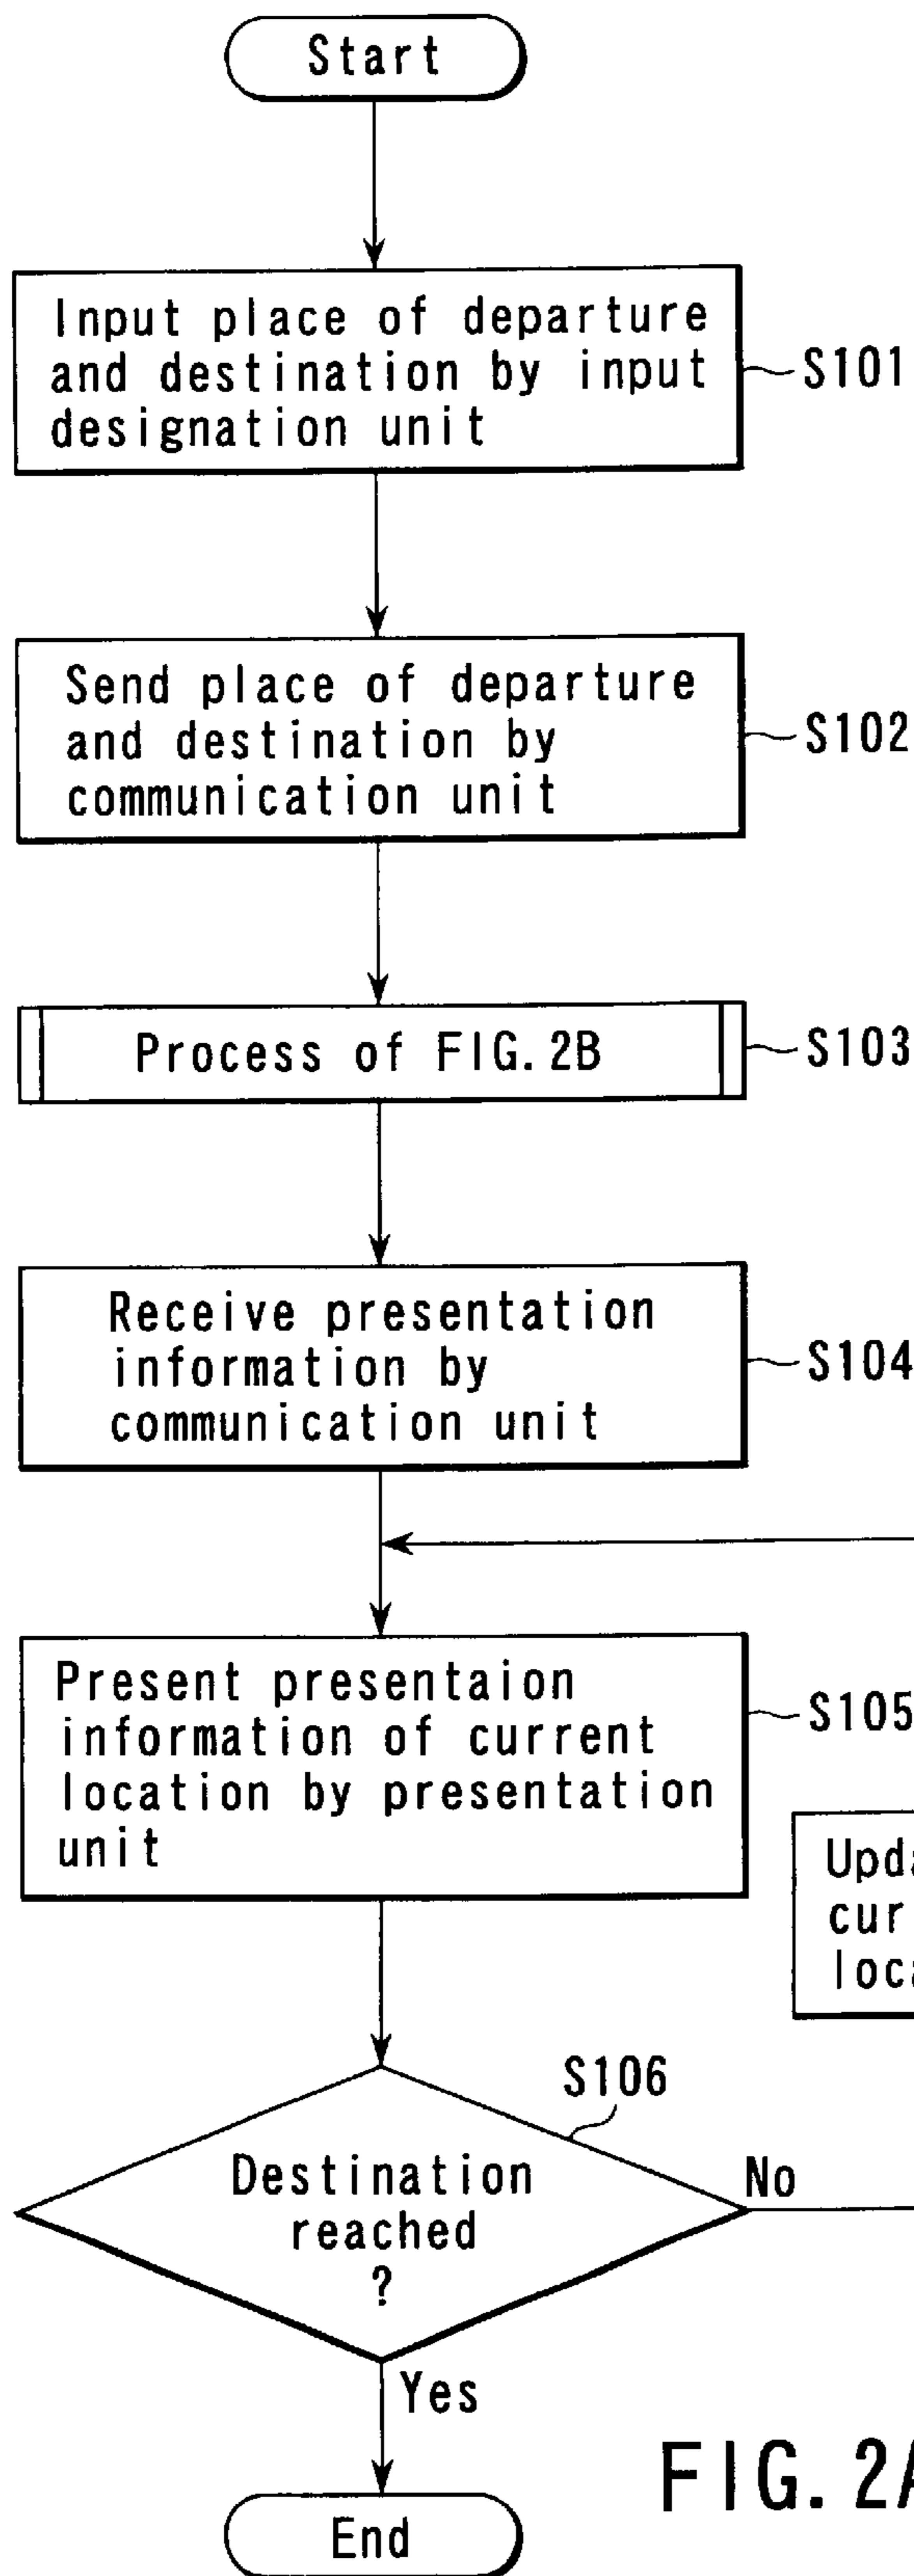 Start
Input place of departure
and destination by input
designation unit
S101
Send place of departure
and destination by
communication unit
S102
Process of FIG. 2B
S103
Receive presentation
information by
communication unit
S104
Present presentaion
information of current
location by presentation
unit
S105
S106
Destination
reached
?
No
Yes
End
FIG. 2A